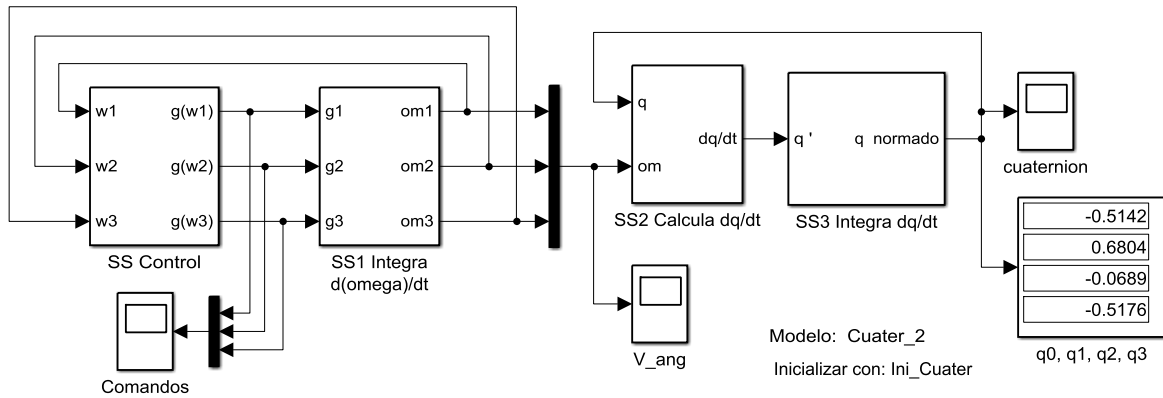 w1
g(w1)
w2
g(w2)
w3
g(w3)
SS Control
g1
om1
g2
om2
g3
om3
SS1 Integra
d(omega)/dt
Comandos
q
dq/dt
om
SS2 Calcula dq/dt
q '
q normado
SS3 Integra dq/dt
cuaternion
-0.5142
0.6804
-0.0689
-0.5176
q0, q1, q2, q3
V_ang
Modelo: Cuater_2
Inicializar con: Ini_Cuater